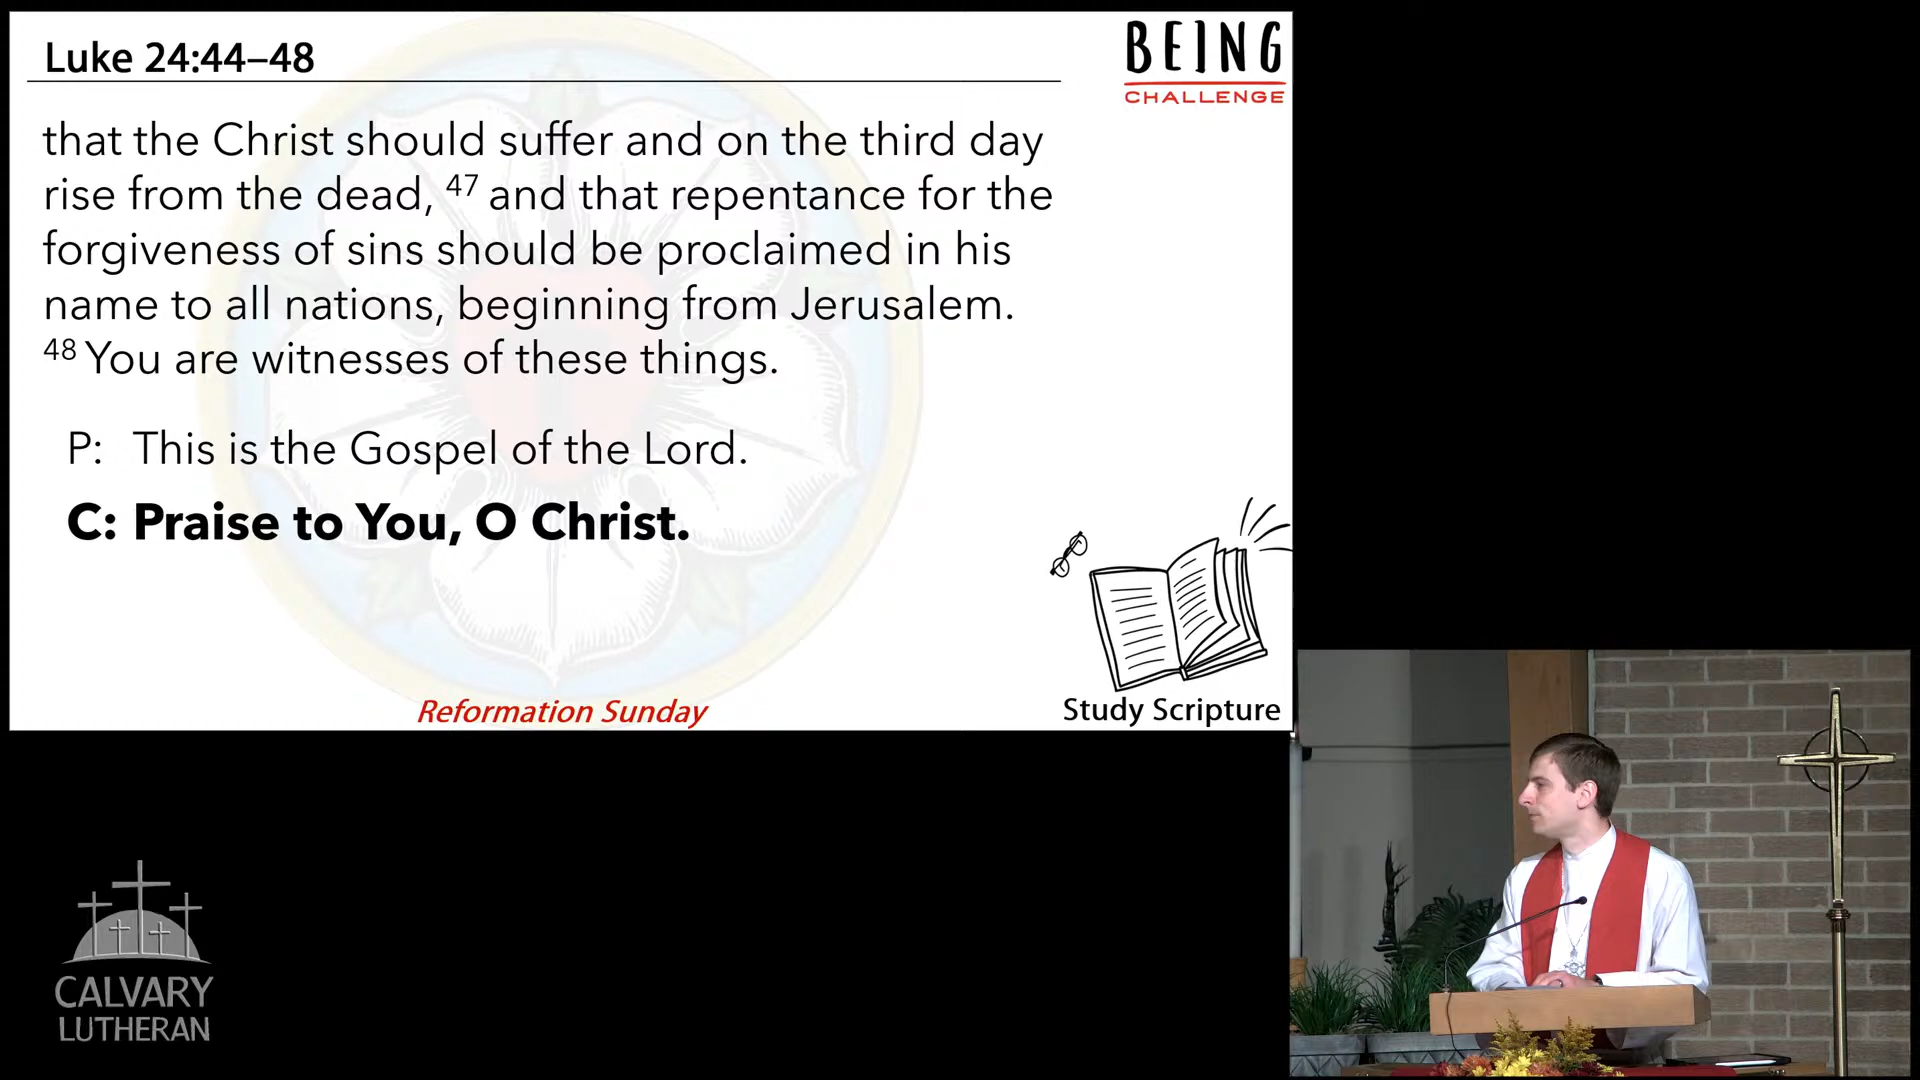 Luke 24:44–48
BEING
CHALLENGE
that the Christ should suffer and on the third day
rise from the dead, 47 and that repentance for the
forgiveness of sins should be proclaimed in his
name to all nations, beginning from Jerusalem.
48 You are witnesses of these things.
P: This is the Gospel of the Lord.
C: Praise to You, O Christ.
Reformation Sunday
Study Scripture
CALVARY
LUTHERAN